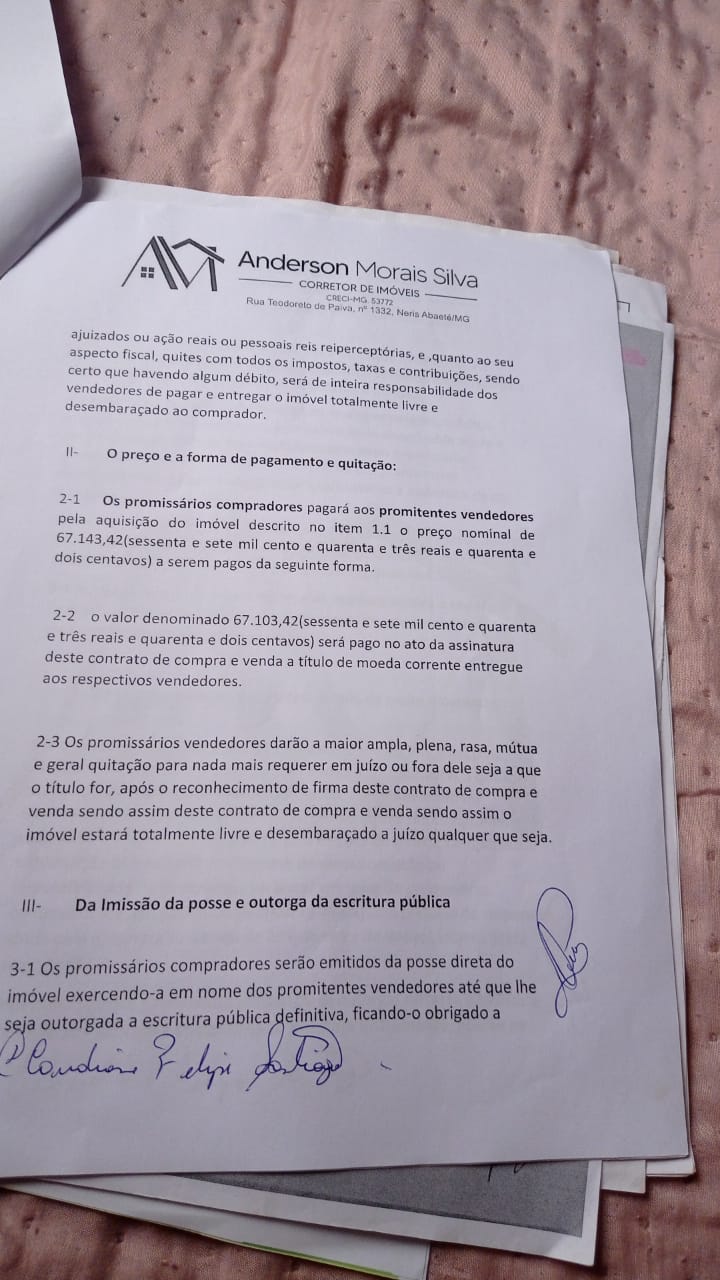 Anderson Morais Silva
CORRETOR DE IMÓVEIS
CRECI-MG. 53772
Rua Teodoreto de Paiva, nº 1332, Neris Abaeté/MG
ajuizados ou ação reais ou pessoais reis reiperceptórias, e ,quanto ao seu
aspecto fiscal, quites com todos os impostos, taxas e contribuições, sendo
certo que havendo algum débito, será de inteira responsabilidade dos
vendedores de pagar e entregar o imóvel totalmente livre e
desembaraçado ao comprador.
II- O preço e a forma de pagamento e quitação:
2-1 Os promissários compradores pagará aos promitentes vendedores
pela aquisição do imóvel descrito no item 1.1 o preço nominal de
67.143,42(sessenta e sete mil cento e quarenta e três reais e quarenta e
dois centavos) a serem pagos da seguinte forma.
2-2 o valor denominado 67.103,42(sessenta e sete mil cento e quarenta
e três reais e quarenta e dois centavos) será pago no ato da assinatura
deste contrato de compra e venda a título de moeda corrente entregue
aos respectivos vendedores.
2-3 Os promissários vendedores darão a maior ampla, plena, rasa, mútua
e geral quitação para nada mais requerer em juízo ou fora dele seja a que
o título for, após o reconhecimento de firma deste contrato de compra e
venda sendo assim deste contrato de compra e venda sendo assim o
imóvel estará totalmente livre e desembaraçado a juízo qualquer que seja.
III- Da Imissão da posse e outorga da escritura pública
3-1 Os promissários compradores serão emitidos da posse direta do
imóvel exercendo-a em nome dos promitentes vendedores até que lhe
seja outorgada a escritura pública definitiva, ficando-o obrigado a